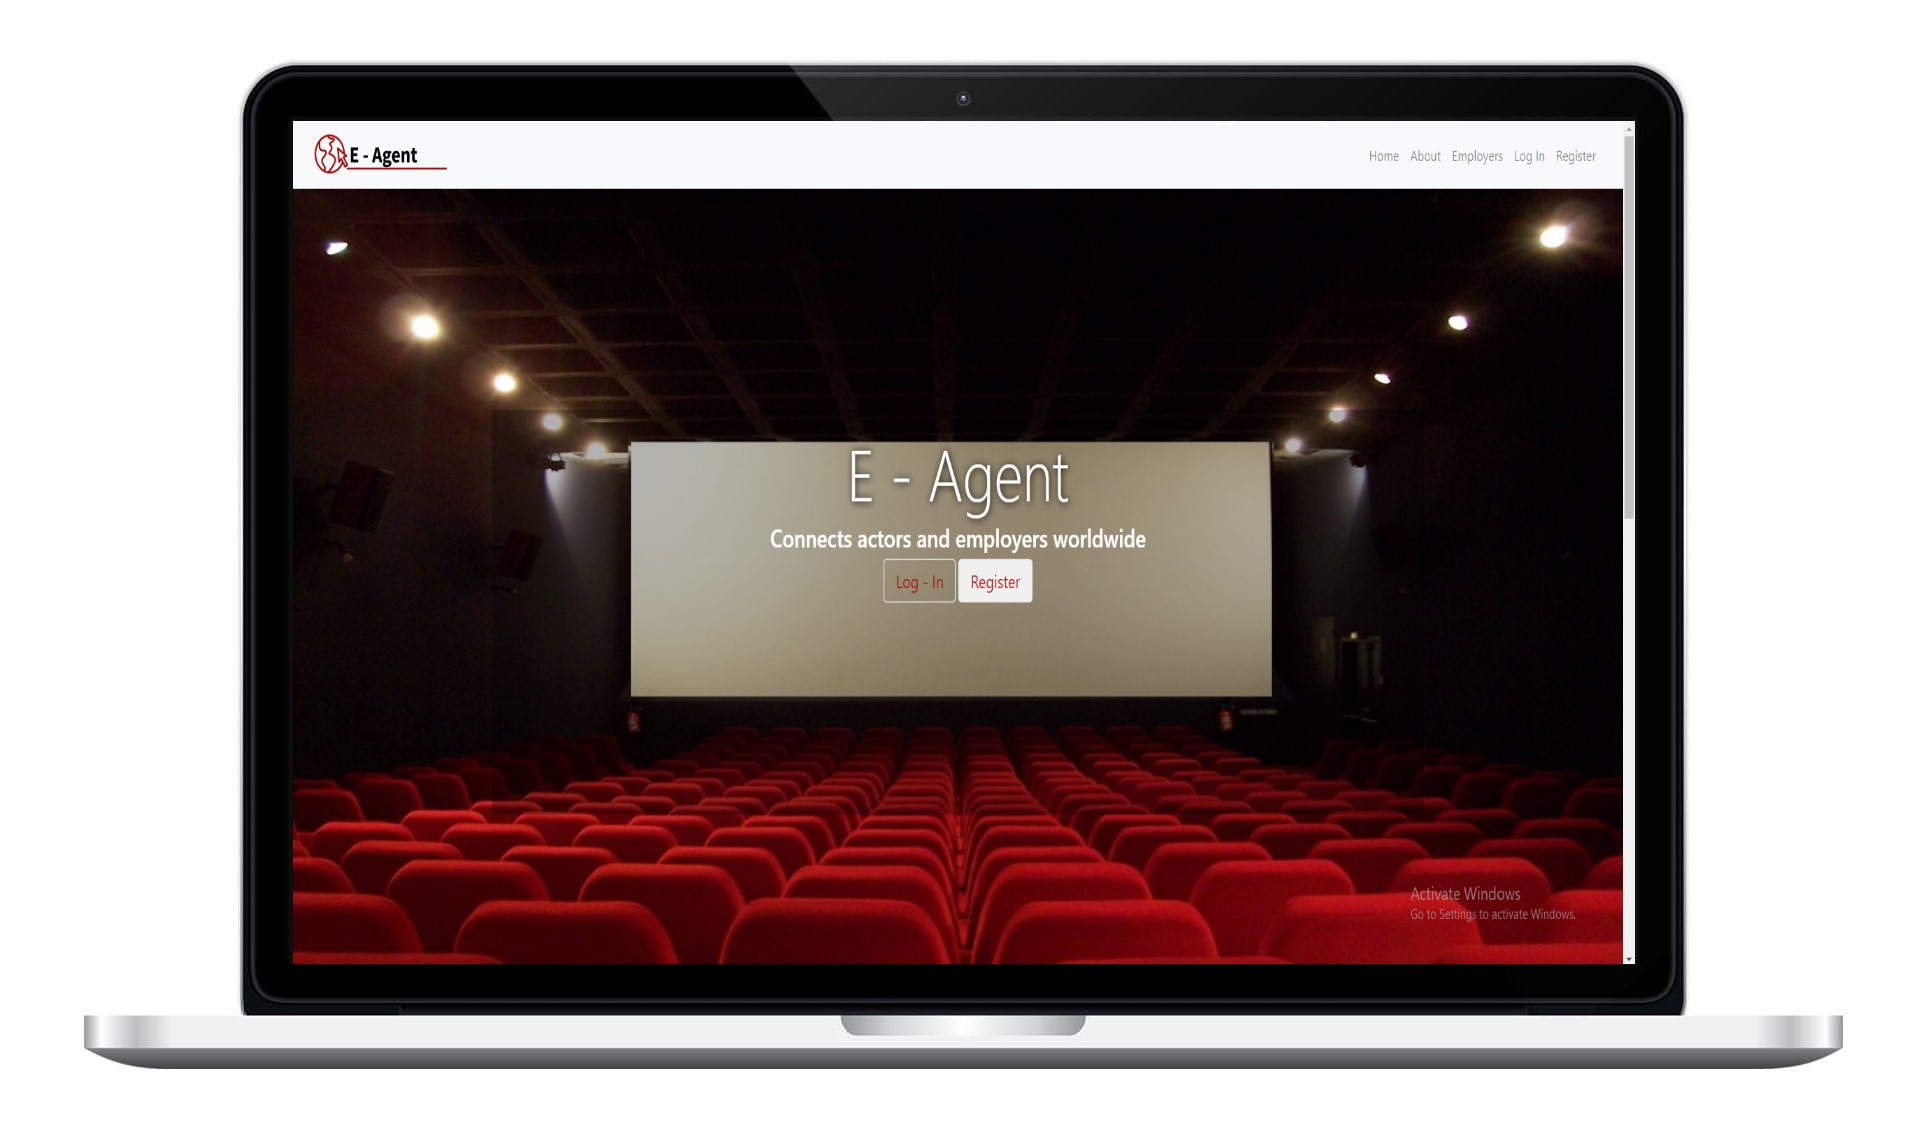 E - Agent
Home About Employers Log In Register
E - Agent
Connects actors and employers worldwide
Log - In Register
Activate Windows
Go to Settings to activate Windows.